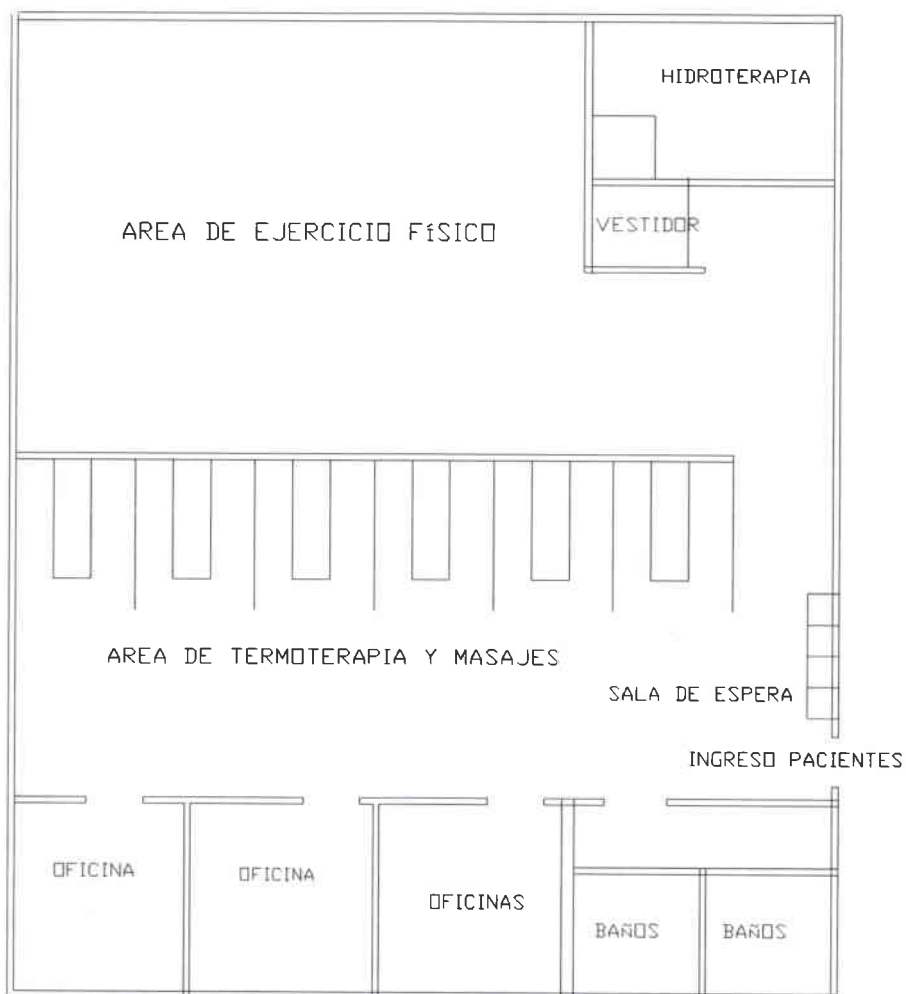 HIDROTERAPIA
AREA DE EJERCICIO FíSICO
VESTIDOR
AREA DE TERMOTERAPIA Y MASAJES
SALA DE ESPERA
INGRESO PACIENTES
OFICINA
OFICINA
OFICINAS
BAÑOS
BAÑOS